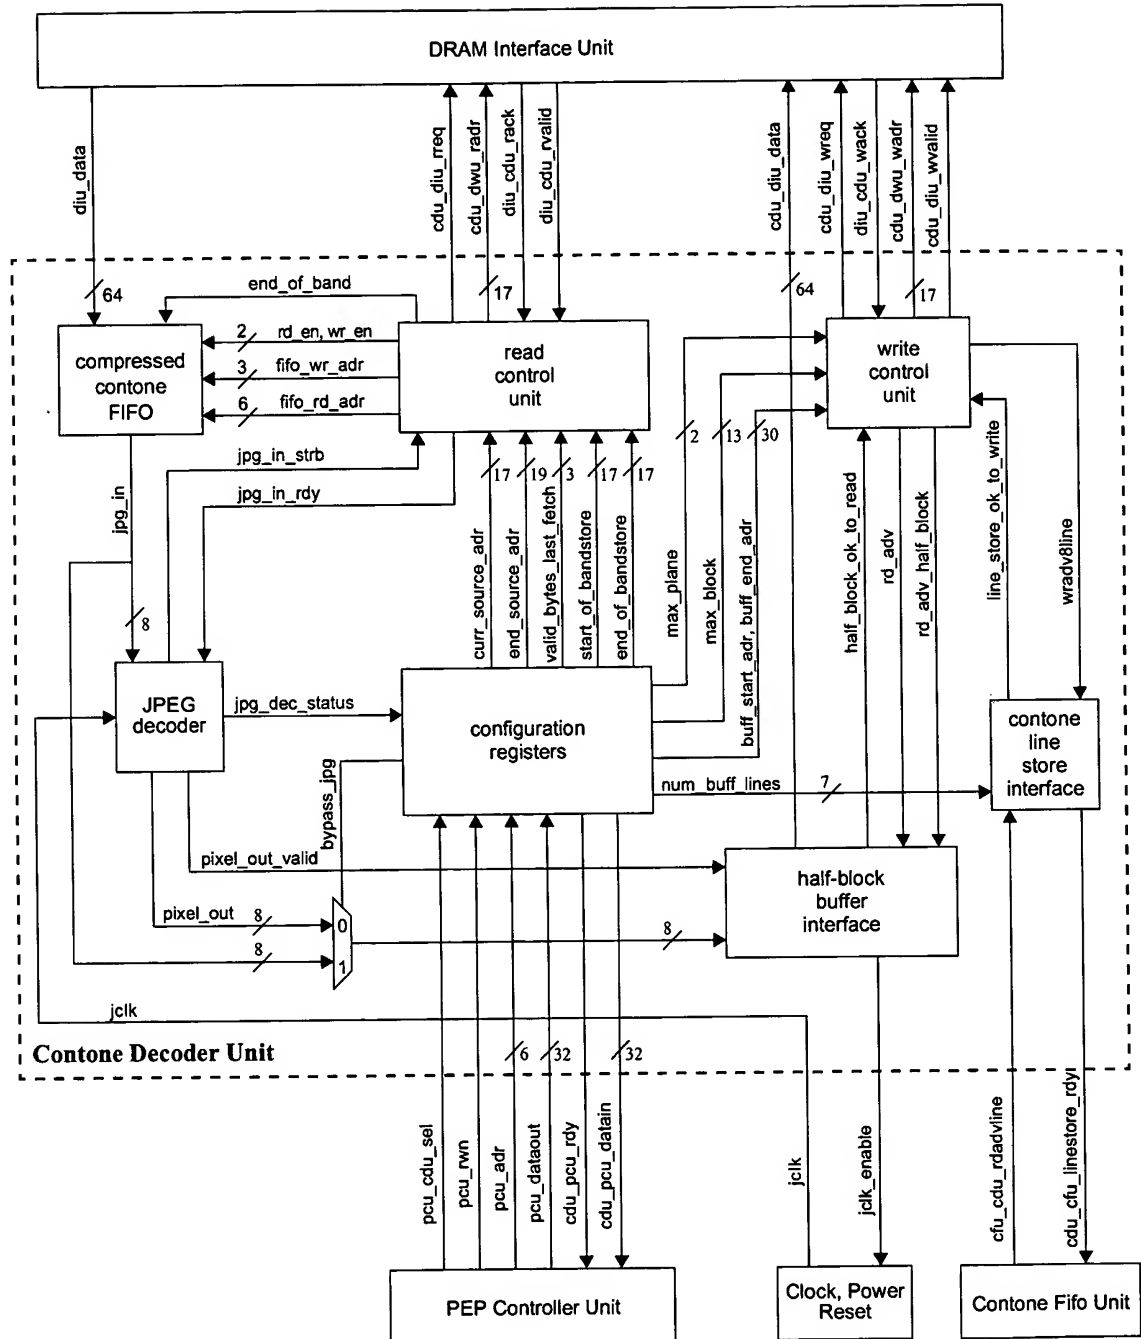 DRAM Interface Unit
diu_data
cdu_diu_rreq
cdu_dwu_radr
diu_cdu_rack
diu_cdu_rvalid
cdu_diu_data
cdu_diu_wreq
diu_cdu_wack
cdu_dwu_wadr
cdu_diu_wvalid
64
17
64
17
end_of_band
2
rd_en, wr_en
3
fifo_wr_adr
6
fifo_rd_adr
compressed
contone
FIFO
read
control
unit
write
control
unit
jpg_in
jpg_in_strb
jpg_in_rdy
8
17
19
3
17
17
curr_source_adr
end_source_adr
valid_bytes_last_fetch
start_of_bandstore
end_of_bandstore
2
13
30
max_plane
max_block
buff_start_adr, buff_end_adr
half_block_ok_to_read
rd_adv
rd_adv_half_block
line_store_ok_to_write
wradv8line
JPEG
decoder
jpg_dec_status
configuration
registers
contone
line
store
interface
num_buff_lines
7
bypass_jpg
pixel_out_valid
pixel_out
8
8
0
1
8
half-block
buffer
interface
jclk
Contone Decoder Unit
6
32
32
pcu_cdu_sel
pcu_rwn
pcu_adr
pcu_dataout
cdu_pcu_rdy
cdu_pcu_datain
jclk
jclk_enable
cfu_cdu_rdadvline
cdu_cfu_linestore_rdy
PEP Controller Unit
Clock, Power
Reset
Contone Fifo Unit